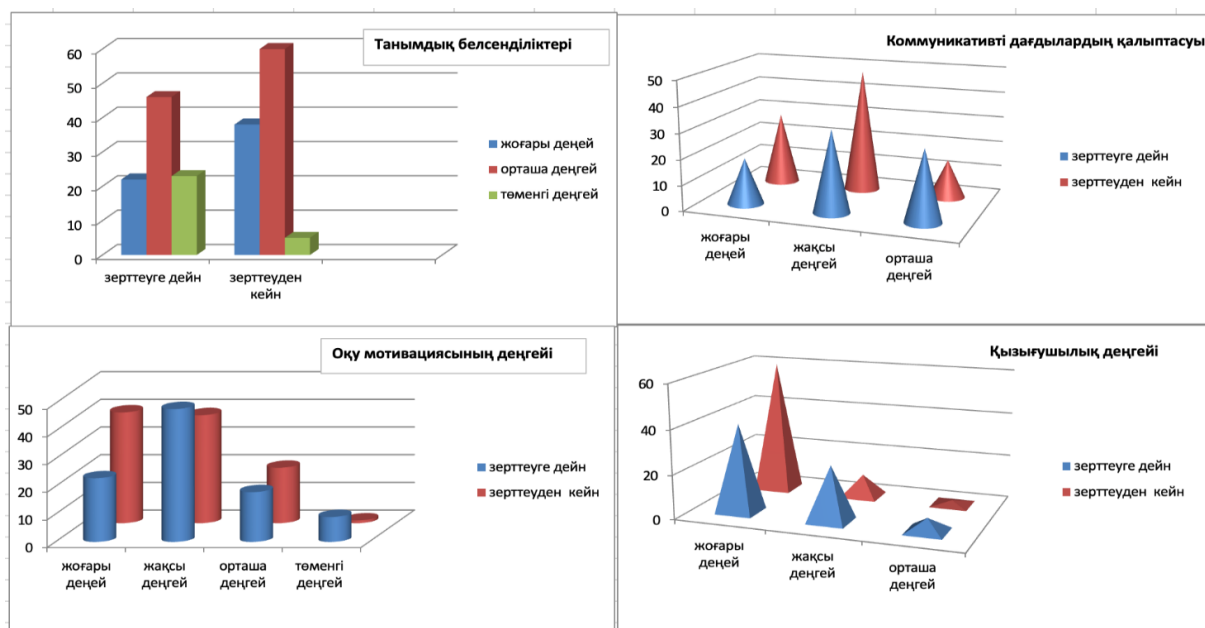 Танымдық белсенділіктері
60
50
40
30
20
10
0
зерттеуге дейн
зерттеуден
кейн
жоғары деңей
орташа деңгей
төменгі деңгей
Коммуникативті дағдылардың қалыптасуы
50
40
30
20
10
0
жоғары
деңей
жақсы
деңгей
орташа
деңгей
зерттеуге дейн
зерттеуден кейн
Оқу мотивациясының деңгейі
50
40
30
20
10
0
жоғары
деңей
жақсы
деңгей
орташа
деңгей
төменгі
деңгей
зерттеуге дейн
зерттеуден кейн
Қызығушылық деңгейі
60
40
20
0
жоғары
деңей
жақсы
деңгей
орташа
деңгей
зерттеуге дейн
зерттеуден кейн